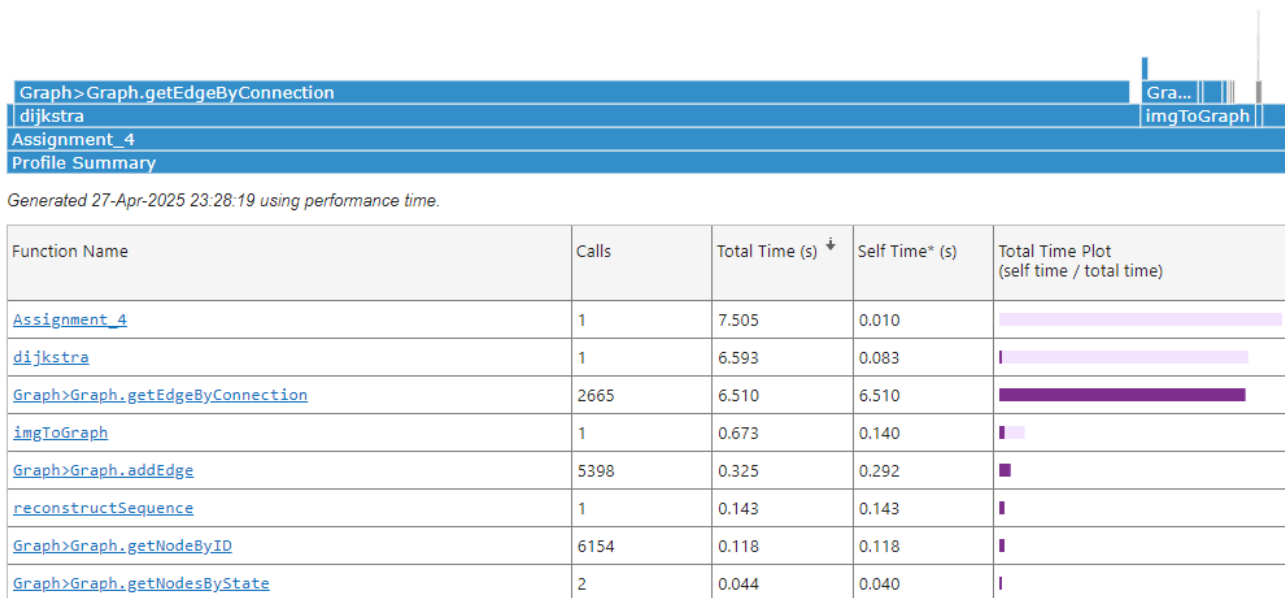 Graph>Graph.getEdgeByConnection Gra...
dijkstra imgToGraph
Assignment_4
Profile Summary
Generated 27-Apr-2025 23:28:19 using performance time.
Function Name Calls Total Time (s) Self Time* (s) Total Time Plot
(self time / total time)
Assignment_4 1 7.505 0.010
dijkstra 1 6.593 0.083
Graph>Graph.getEdgeByConnection 2665 6.510 6.510
imgToGraph 1 0.673 0.140
Graph>Graph.addEdge 5398 0.325 0.292
reconstructSequence 1 0.143 0.143
Graph>Graph.getNodeByID 6154 0.118 0.118
Graph>Graph.getNodesByState 2 0.044 0.040